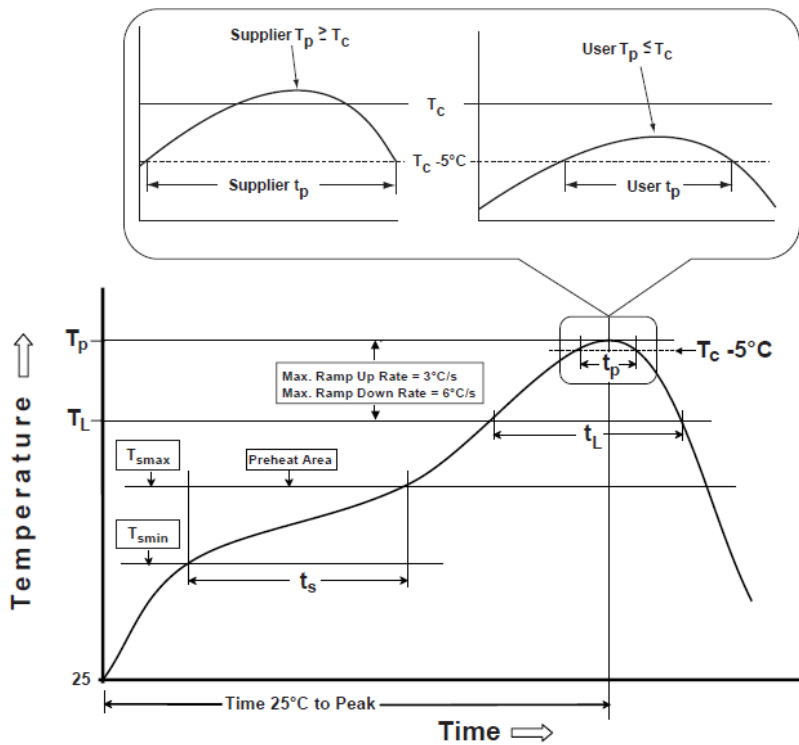 Supplier Tp ≥ Tc
User Tp ≤ Tc
Tc
Tc -5°C
Supplier tp
User tp
Tp
Tc -5°C
tp
Max. Ramp Up Rate = 3°C/s
Max. Ramp Down Rate = 6°C/s
TL
tL
Tsmax
Preheat Area
Tsmin
ts
Temperature
25
Time 25°C to Peak
Time